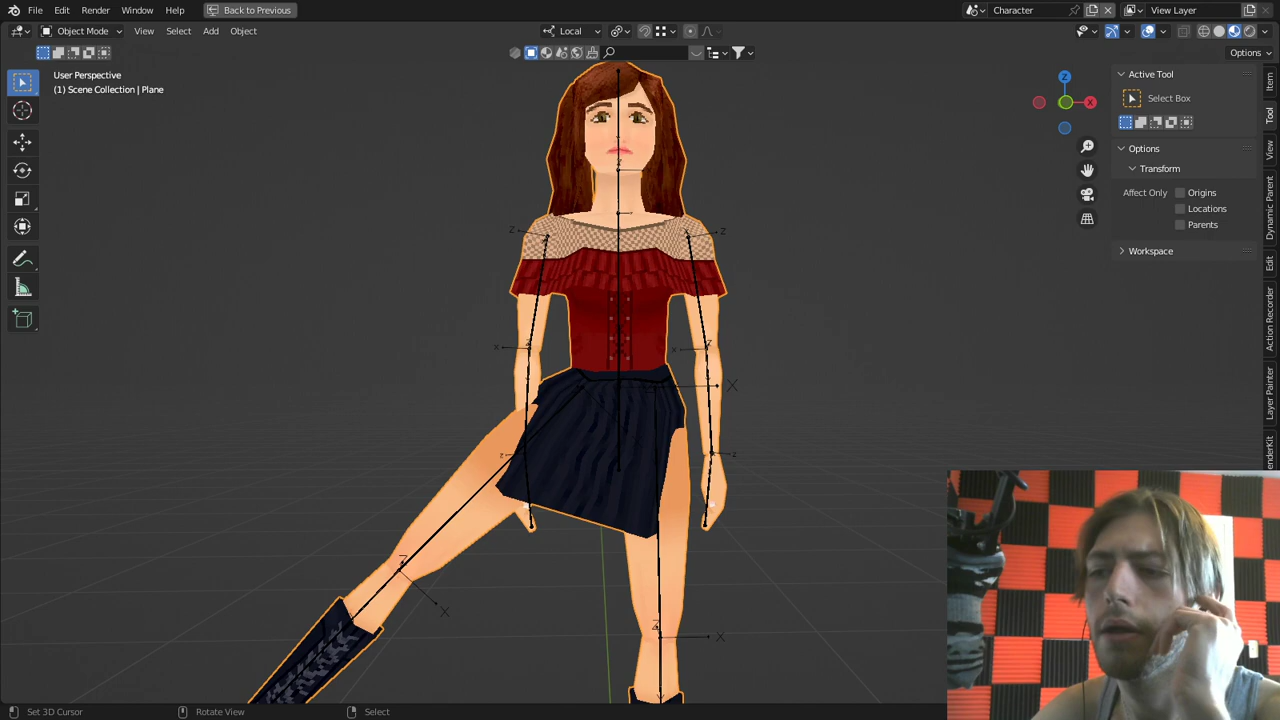 File Edit Render Window Help Back to Previous Character View Layer
Object Mode View Select Add Object Local
Options
User Perspective
(1) Scene Collection | Plane
Z
X
Active Tool
Select Box
Options
Transform
Affect Only Origins
Locations
Parents
Workspace
Item
Tool
View
Dynamic Parent
Edit
Action Recorder
Layer Painter
Z
Z
X
X
Z
X
Z
X
Set 3D Cursor Rotate View Select